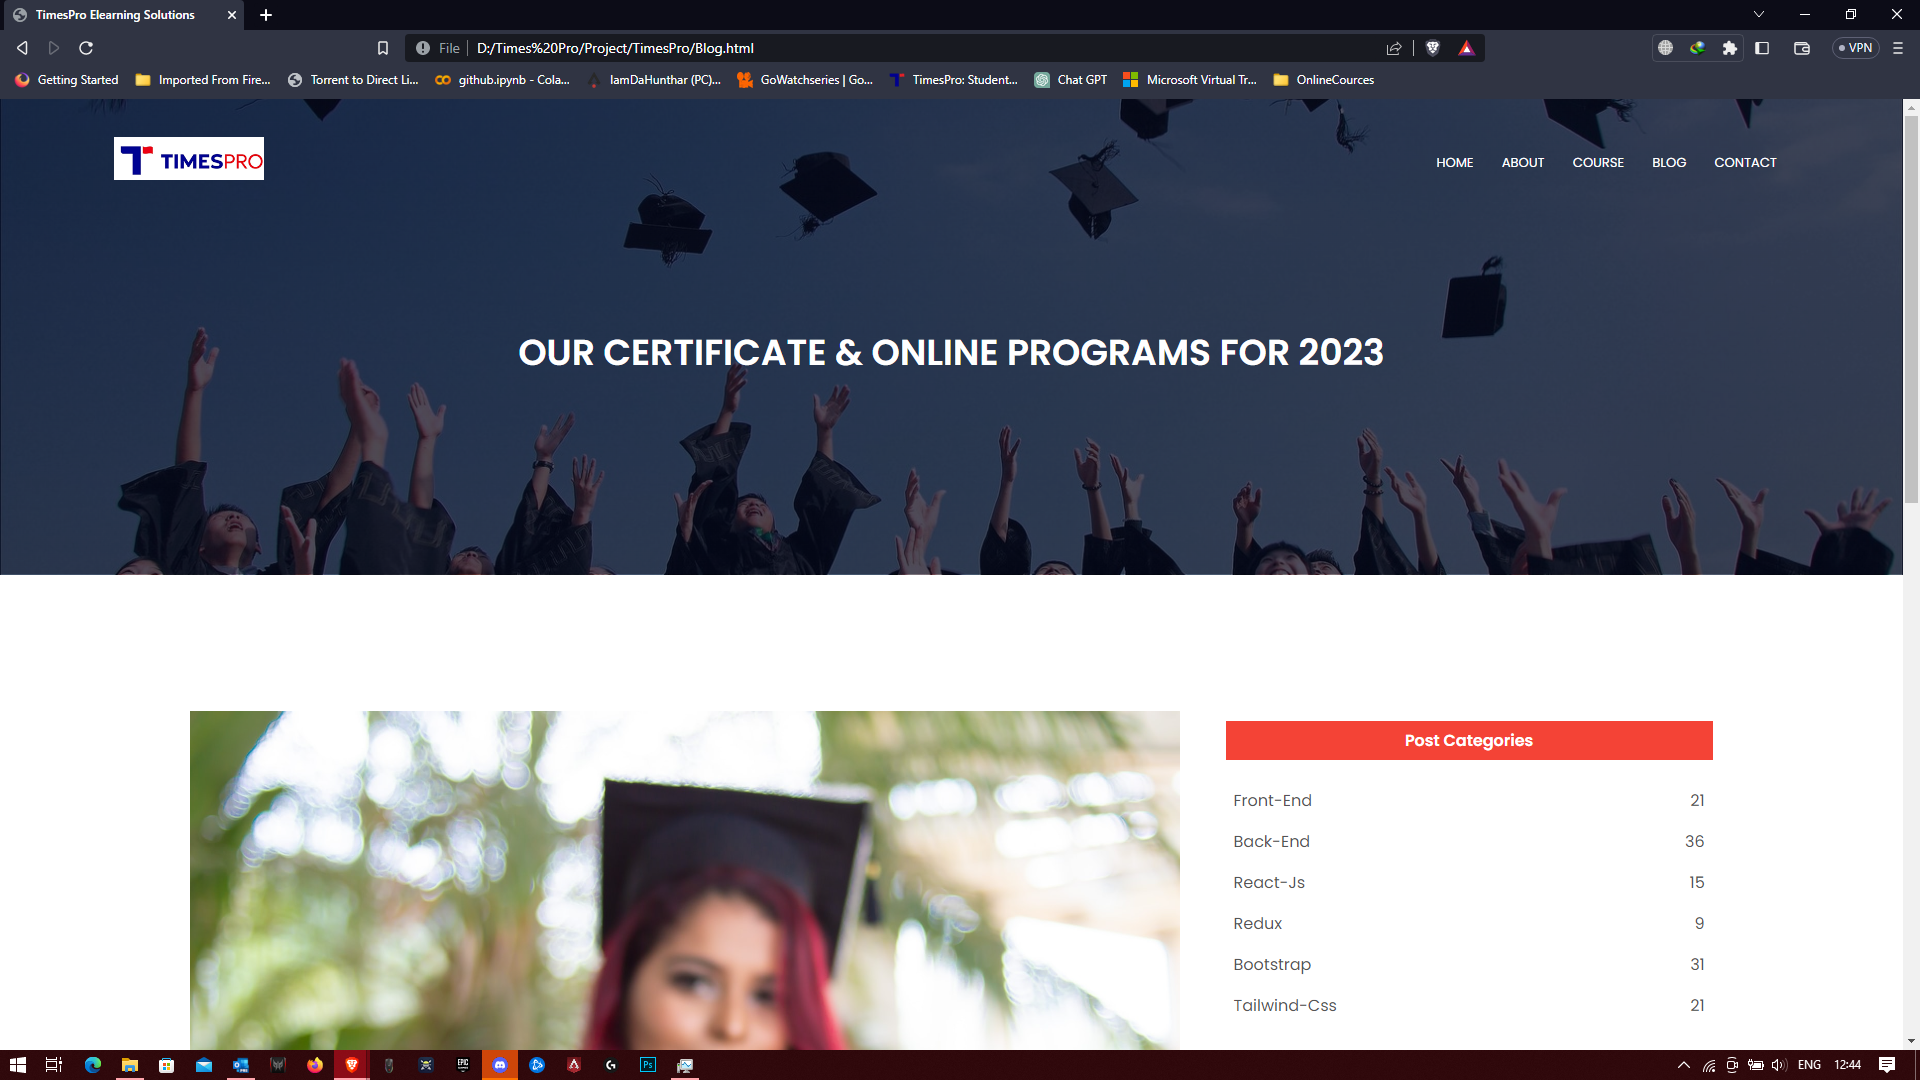 TimesPro Elearning Solutions
File D:/Times%20Pro/Project/TimesPro/Blog.html
VPN
Getting Started Imported From Fire... Torrent to Direct Li... github.ipynb - Cola... IamDaHunthar (PC)... GoWatchseries | Go... TimesPro: Student... Chat GPT Microsoft Virtual Tr... OnlineCources
TIMESPRO
HOME ABOUT COURSE BLOG CONTACT
OUR CERTIFICATE & ONLINE PROGRAMS FOR 2023
Post Categories
Front-End 21
Back-End 36
React-Js 15
Redux 9
Bootstrap 31
Tailwind-Css 21
EPIC
Ps
ENG 12:44